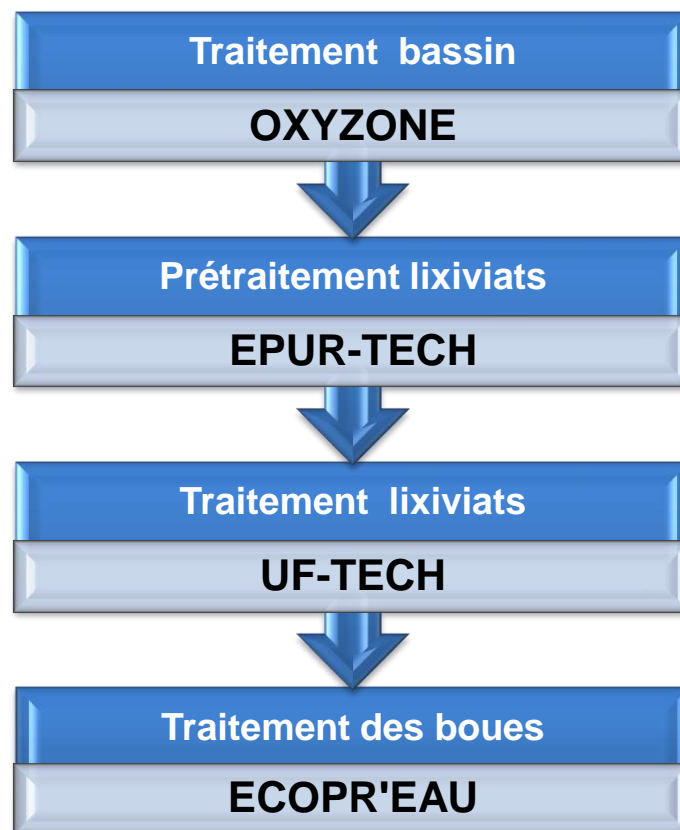 Traitement bassin
OXYZONE
Prétraitement lixiviats
EPUR-TECH
Traitement lixiviats
UF-TECH
Traitement des boues
ECOPR'EAU